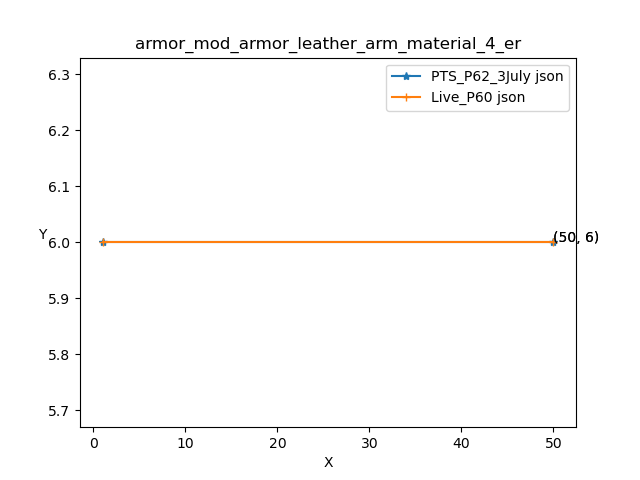 armor_mod_armor_leather_arm_material_4_er
PTS_P62_3July json
Live_P60 json
6.3
6.2
6.1
Y
6.0
5.9
5.8
5.7
(50, 6)
0
10
20
30
40
50
X